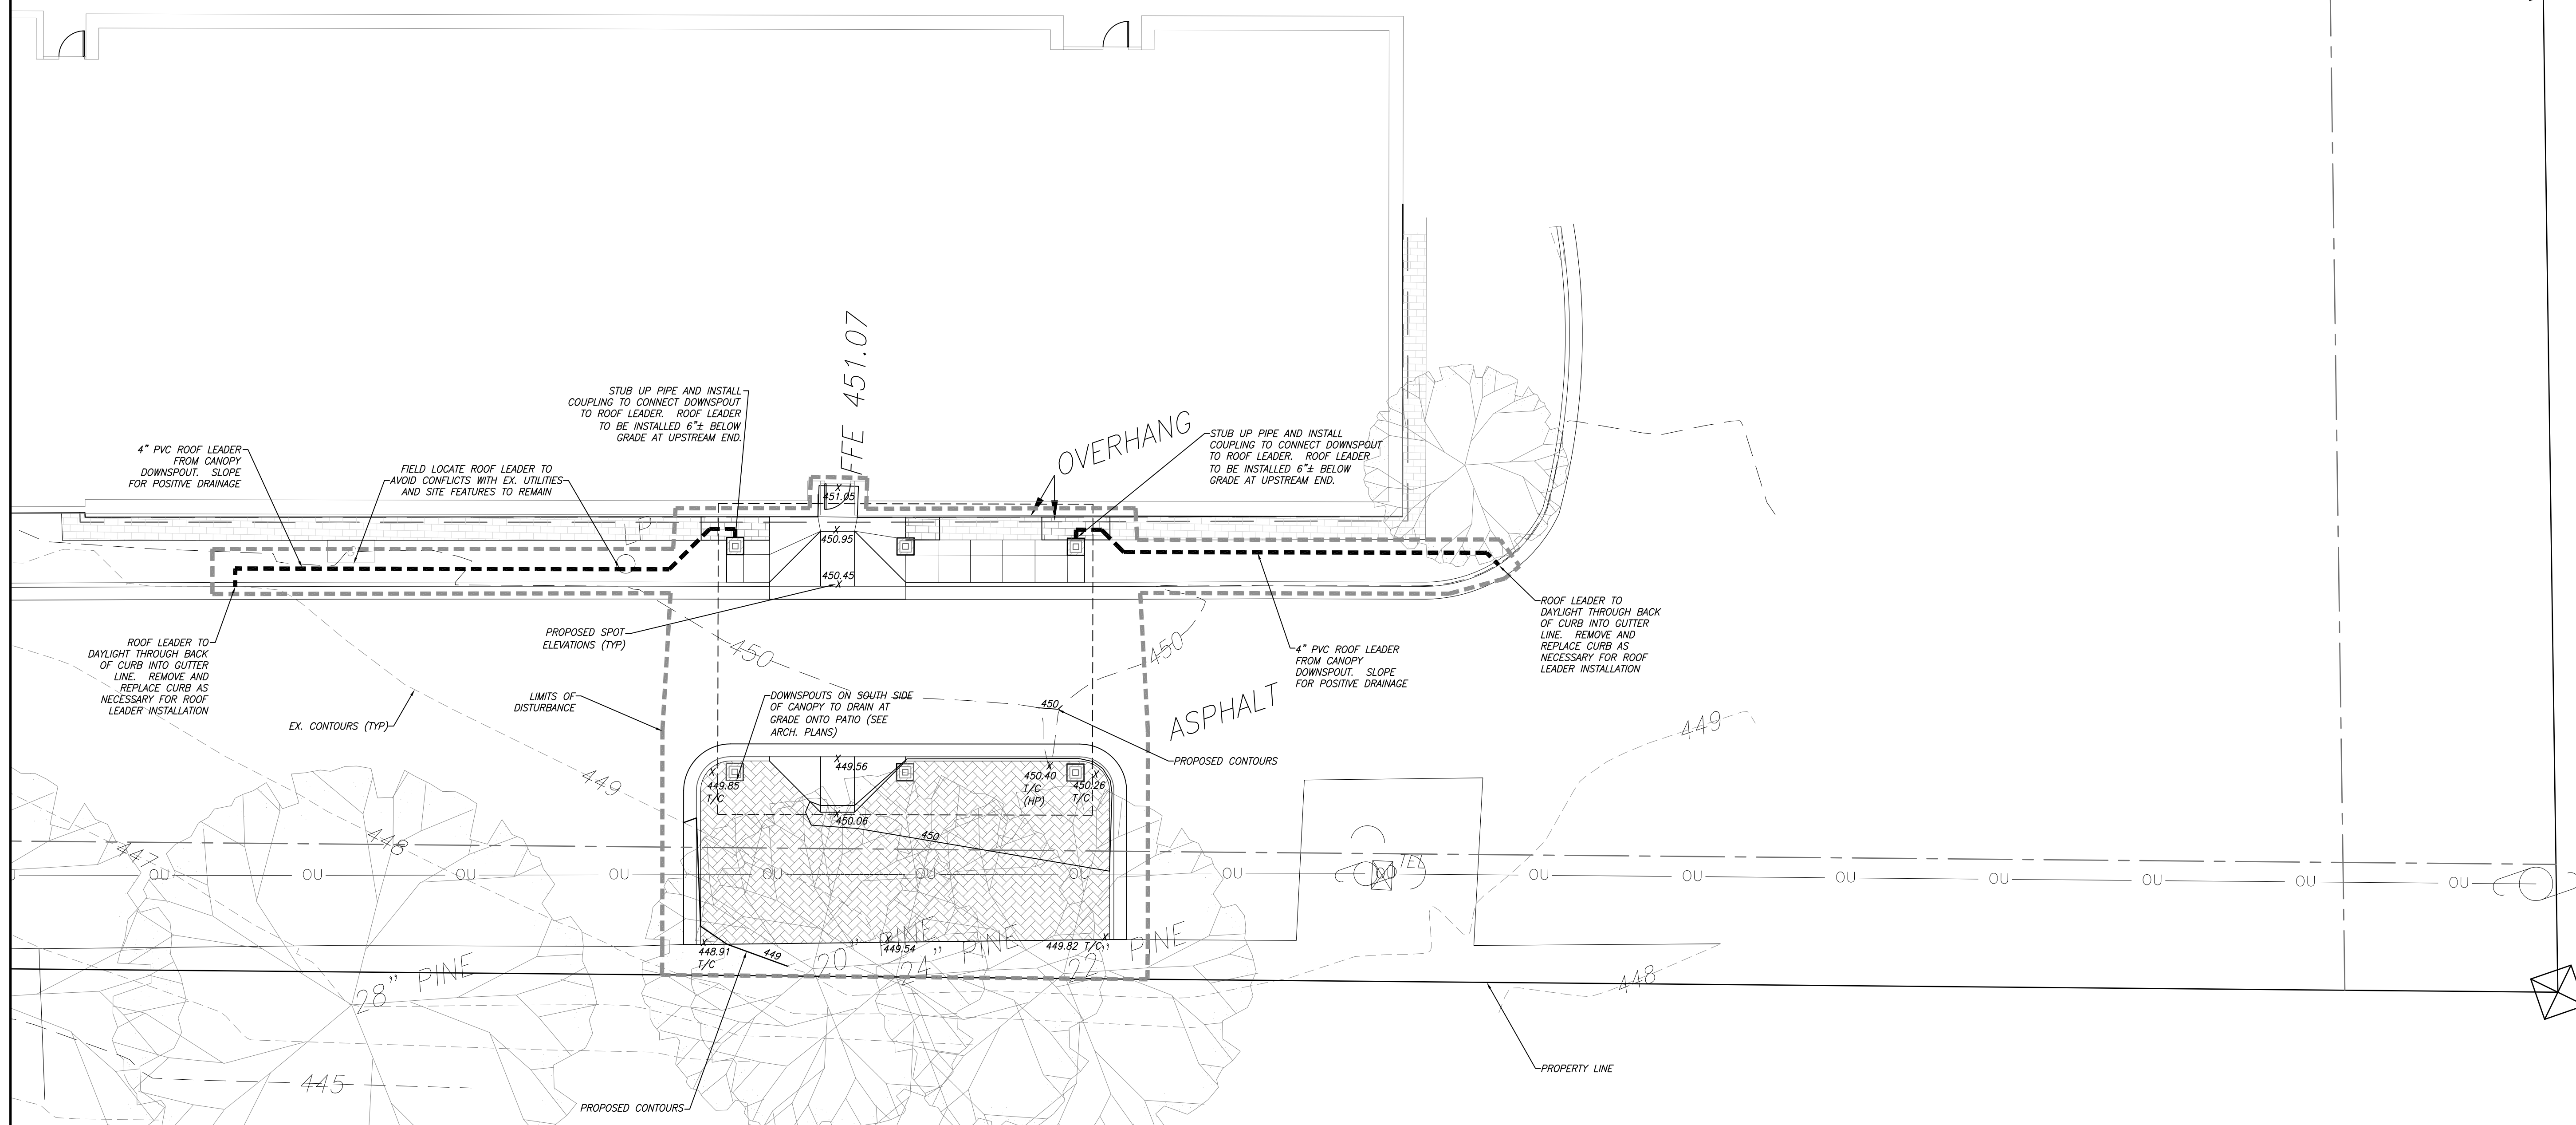 FFE 451.07
STUB UP PIPE AND INSTALL
COUPLING TO CONNECT DOWNSPOUT
TO ROOF LEADER.  ROOF LEADER
TO BE INSTALLED 6"± BELOW
GRADE AT UPSTREAM END.
OVERHANG
STUB UP PIPE AND INSTALL
COUPLING TO CONNECT DOWNSPOUT
TO ROOF LEADER.  ROOF LEADER
TO BE INSTALLED 6"± BELOW
GRADE AT UPSTREAM END.
4" PVC ROOF LEADER
FROM CANOPY
DOWNSPOUT.  SLOPE
FOR POSITIVE DRAINAGE
FIELD LOCATE ROOF LEADER TO
AVOID CONFLICTS WITH EX. UTILITIES
AND SITE FEATURES TO REMAIN
LP
X
451.05
X
450.95
450.45
X
PROPOSED SPOT
ELEVATIONS (TYP)
ROOF LEADER TO
DAYLIGHT THROUGH BACK
OF CURB INTO GUTTER
LINE.  REMOVE AND
REPLACE CURB AS
NECESSARY FOR ROOF
LEADER INSTALLATION
450
450
4" PVC ROOF LEADER
FROM CANOPY
DOWNSPOUT.  SLOPE
FOR POSITIVE DRAINAGE
ROOF LEADER TO
DAYLIGHT THROUGH BACK
OF CURB INTO GUTTER
LINE.  REMOVE AND
REPLACE CURB AS
NECESSARY FOR ROOF
LEADER INSTALLATION
LIMITS OF
DISTURBANCE
EX. CONTOURS (TYP)
DOWNSPOUTS ON SOUTH SIDE
OF CANOPY TO DRAIN AT
GRADE ONTO PATIO (SEE
ARCH. PLANS)
450
ASPHALT
449
PROPOSED CONTOURS
449
X
449.85
T/C
X
449.56
X
450.40
T/C
(HP)
X
450.26
T/C
X
450.06
450
447
448
TEL
OU OU OU OU OU OU OU OU OU OU OU OU OU OU OU OU
X
448.91
T/C
449
X
449.54
X
449.82 T/C
28" PINE
20" PINE
24" PINE
22" PINE
448
445
PROPERTY LINE
PROPOSED CONTOURS